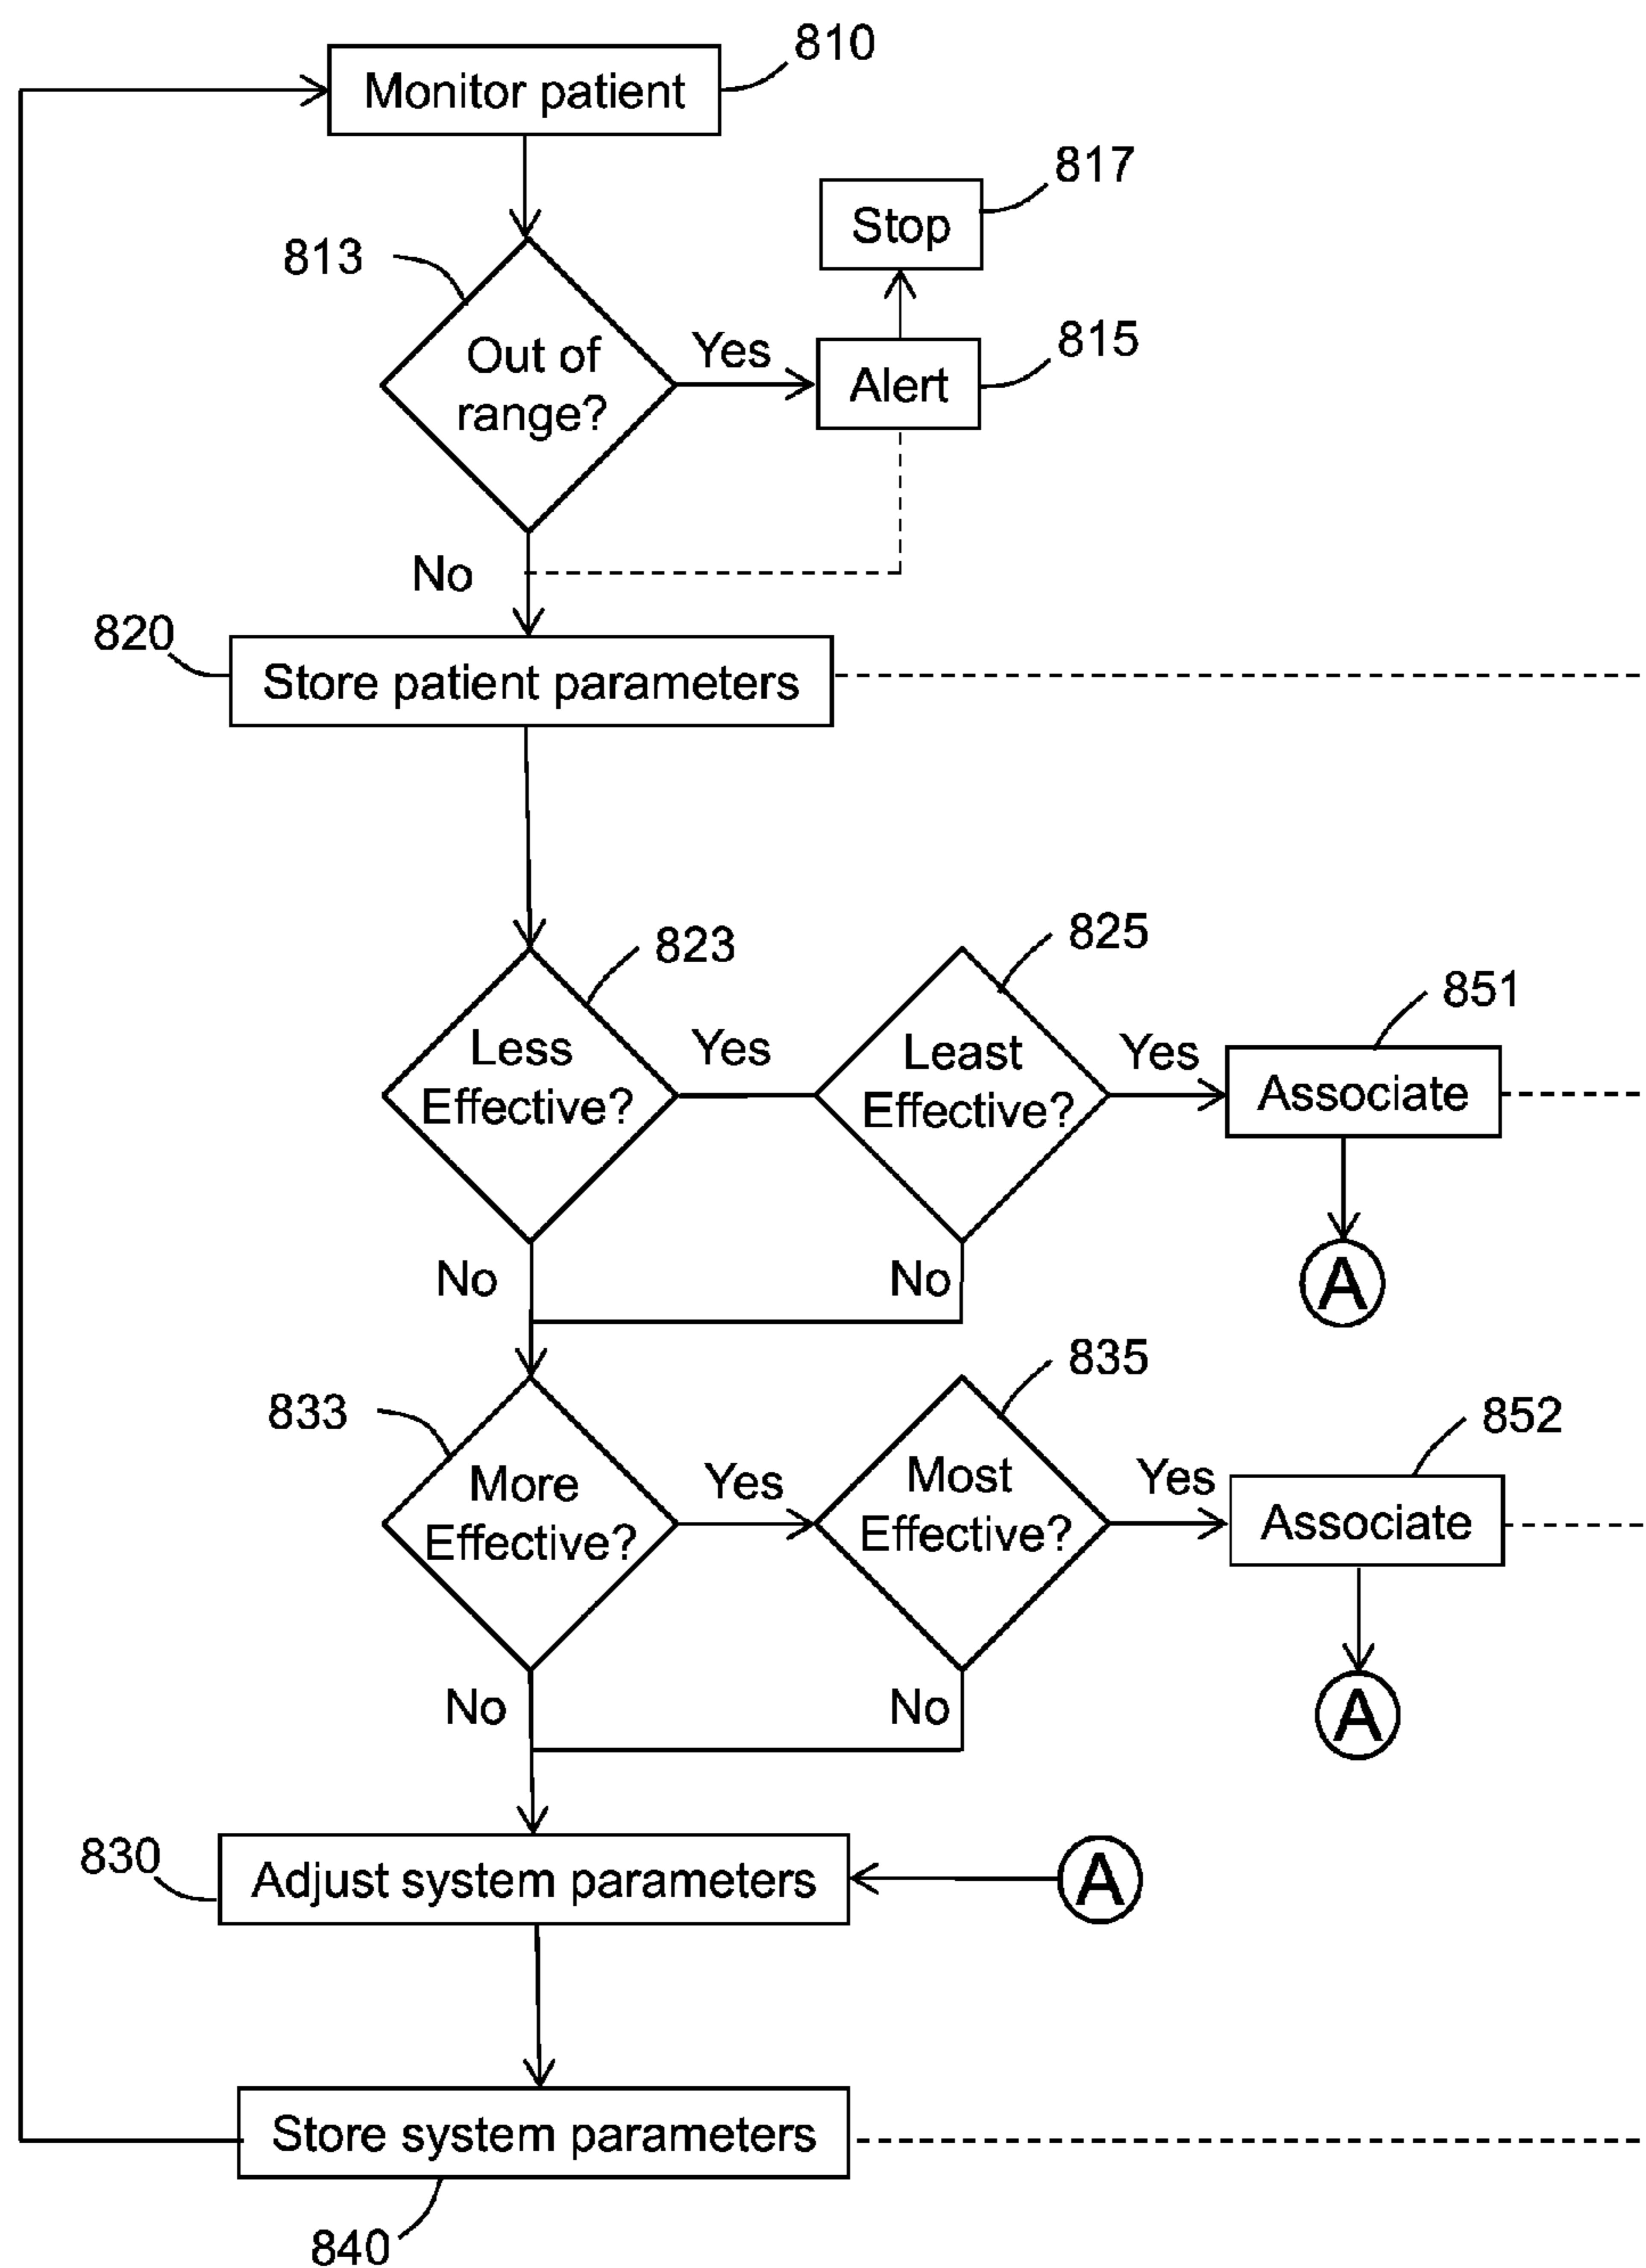 810
Monitor patient
817
Stop
813
Out of
range?
Yes
815
Alert
No
820
Store patient parameters
823
825
851
Less
Effective?
Yes
Least
Effective?
Yes
Associate
No
No
A
833
835
852
More
Effective?
Yes
Most
Effective?
Yes
Associate
No
No
A
830
Adjust system parameters
A
Store system parameters
840